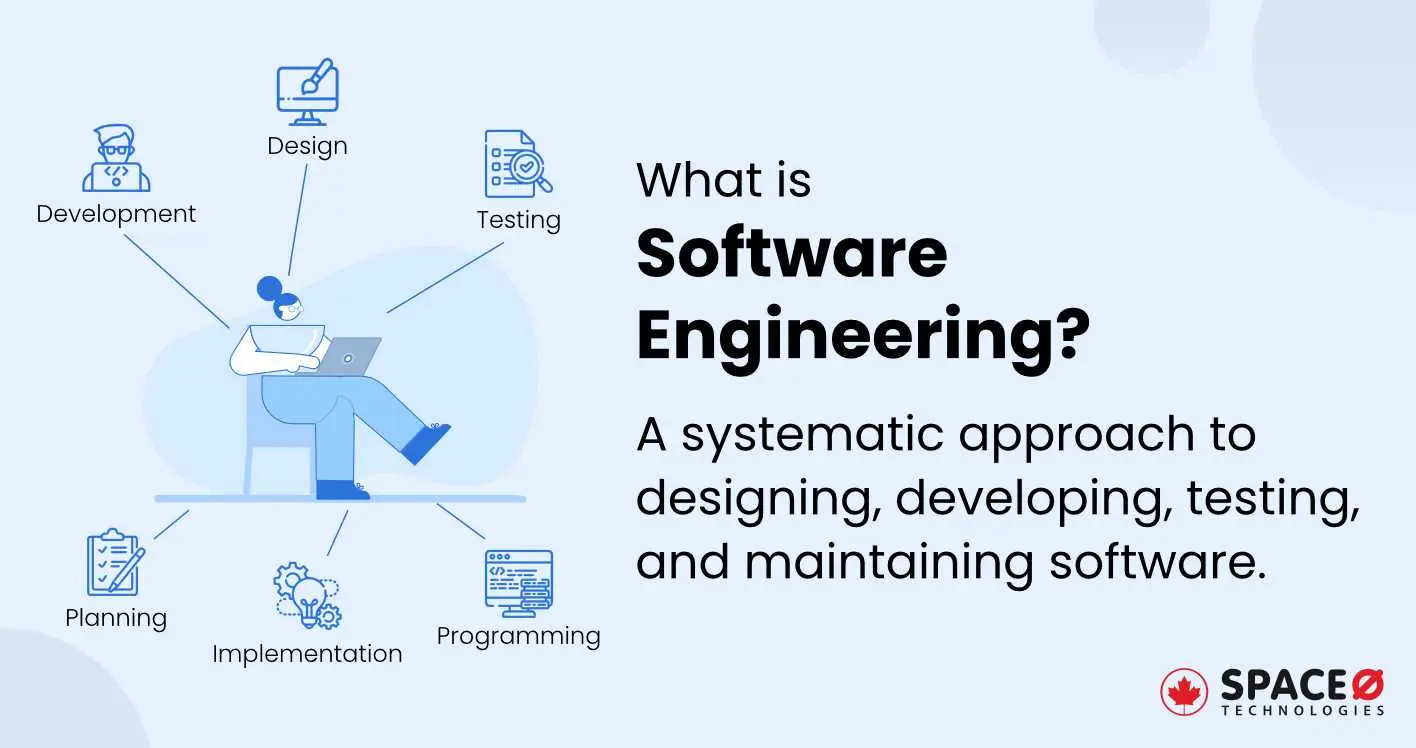 Design
Development
Testing
What is
Software
Engineering?
A systematic approach to
designing, developing, testing,
and maintaining software.
Planning
Implementation
Programming
SPACEØ
TECHNOLOGIES